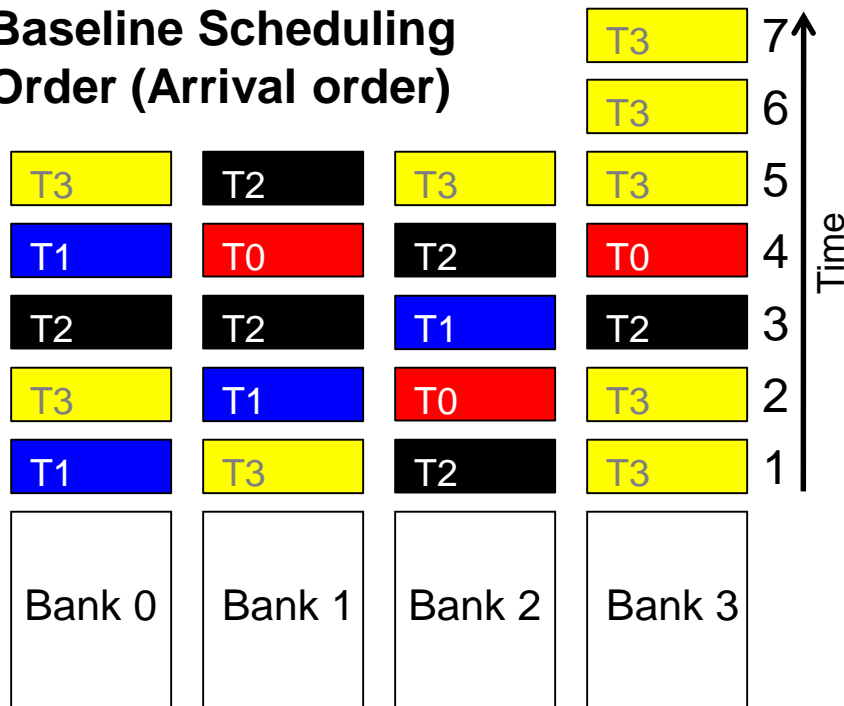 Baseline Scheduling
Order (Arrival order)
T3 7
T3 6
T3 T2 T3 T3 5
T1 T0 T2 T0 4
T2 T2 T1 T2 3
T3 T1 T0 T3 2
T1 T3 T2 T3 1
Time
Bank 0 Bank 1 Bank 2 Bank 3